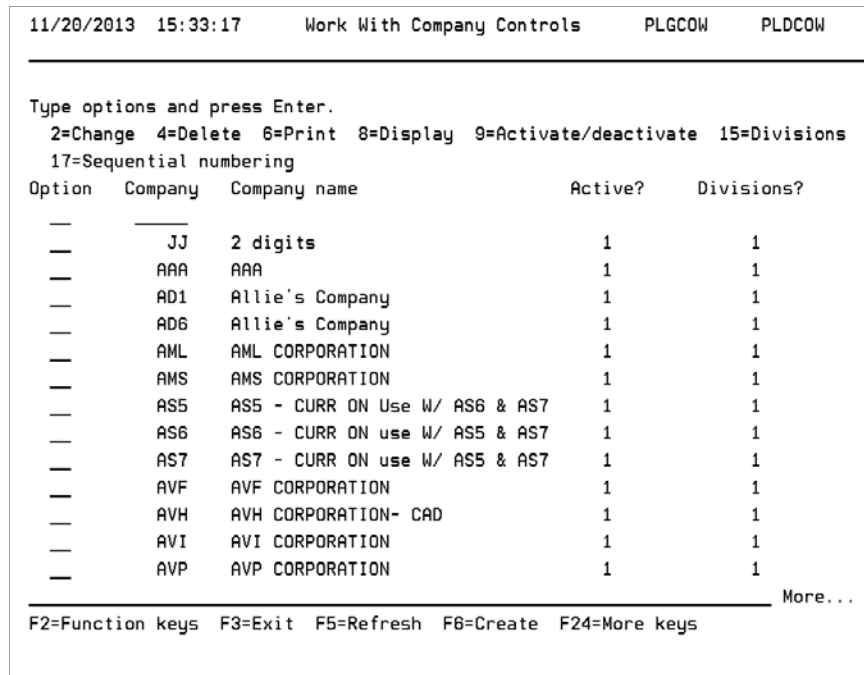 11/20/2013 15:33:17 Work With Company Controls PLGCOW PLDCOW
Type options and press Enter.
2=Change 4=Delete 6=Print 8=Display 9=Activate/deactivate 15=Divisions
17=Sequential numbering
Option Company Company name Active? Divisions?
JJ 2 digits 1 1
AAA AAA 1 1
AD1 Allie's Company 1 1
AD6 Allie's Company 1 1
AML AML CORPORATION 1 1
AMS AMS CORPORATION 1 1
AS5 AS5 - CURR ON Use W/ AS6 & AS7 1 1
AS6 AS6 - CURR ON use W/ AS5 & AS7 1 1
AS7 AS7 - CURR ON use W/ AS5 & AS7 1 1
AVF AVF CORPORATION 1 1
AVH AVH CORPORATION- CAD 1 1
AVI AVI CORPORATION 1 1
AVP AVP CORPORATION 1 1
More...
F2=Function keys F3=Exit F5=Refresh F6=Create F24=More keys